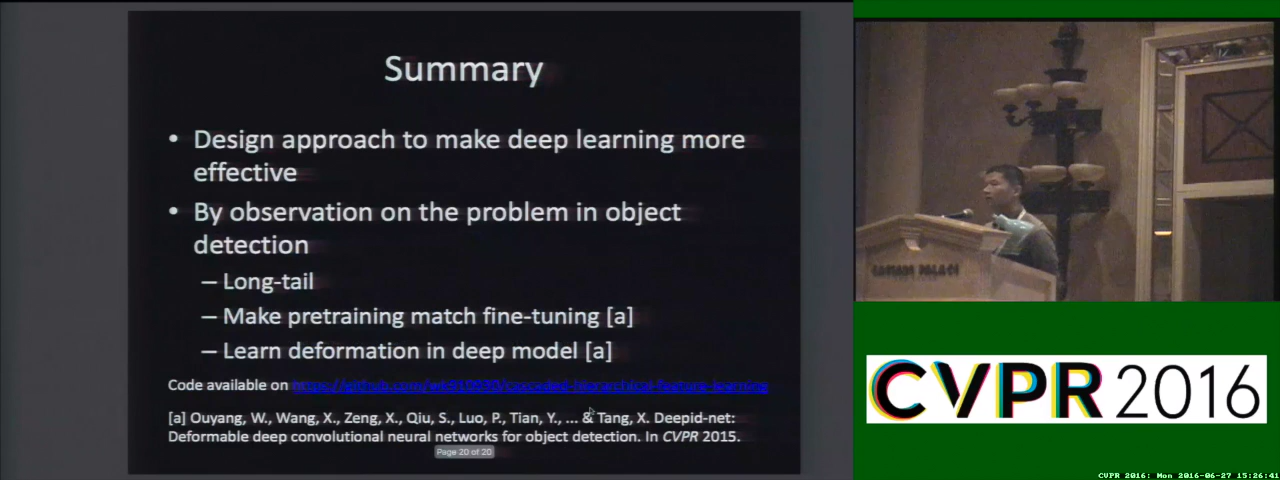 Summary
• Design approach to make deep learning more
effective
• By observation on the problem in object
detection
– Long-tail
– Make pretraining match fine-tuning [a]
– Learn deformation in deep model [a]
Code available on
[a] Ouyang, W., Wang, X., Zeng, X., Qiu, S., Luo, P., Tian, Y., ... & Tang, X. Deepid-net:
Deformable deep convolutional neural networks for object detection. In CVPR 2015.
Page 20 of 20
PALACE
CVPR 2016
CVPR 2016: Mon 2016-06-27 15:26:41